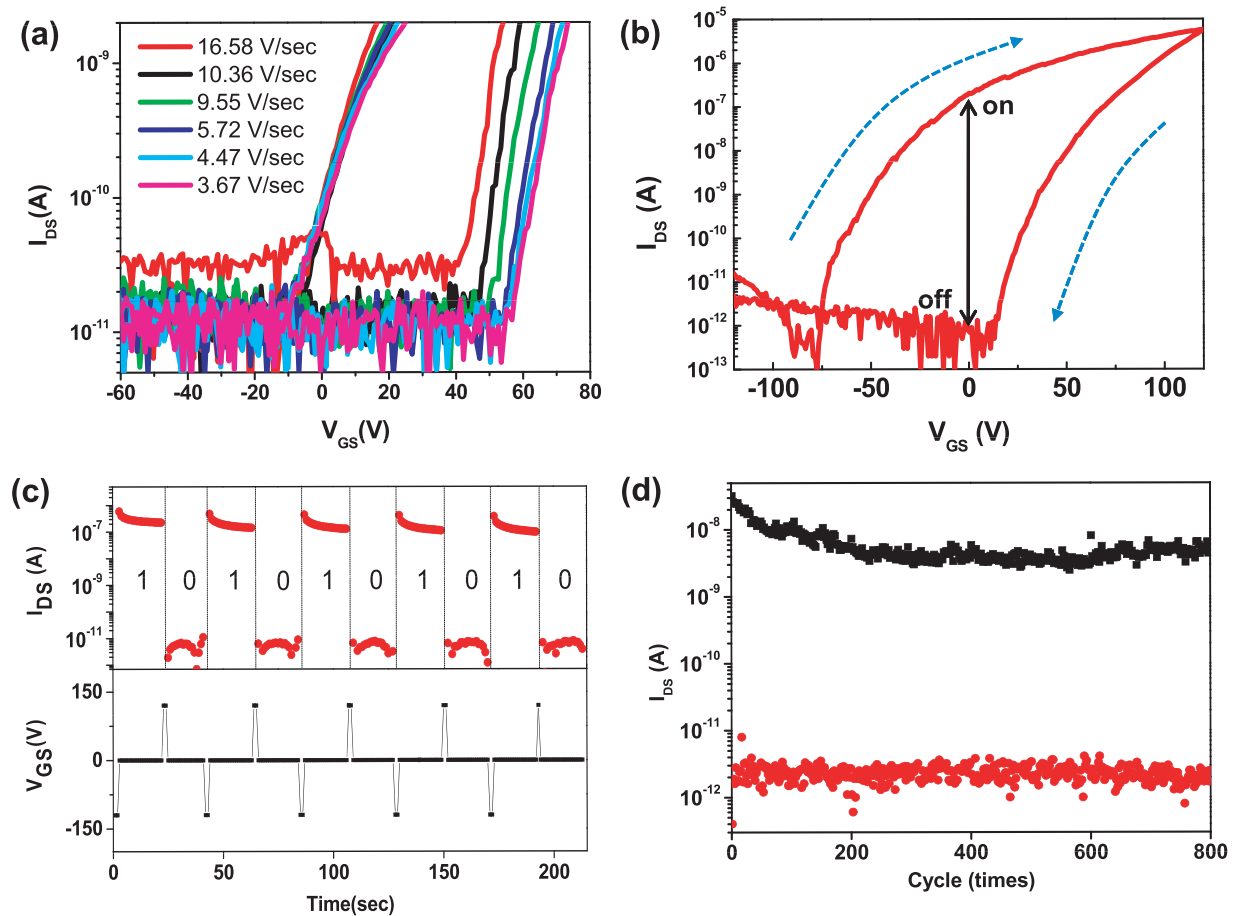 (a)
16.58 V/sec
10.36 V/sec
9.55 V/sec
5.72 V/sec
4.47 V/sec
3.67 V/sec
10⁻⁹
10⁻¹⁰
10⁻¹¹
I_DS(A)
-60 -40 -20 0 20 40 60 80
V_GS(V)
(b)
10⁻⁵
10⁻⁶
10⁻⁷
10⁻⁸
10⁻⁹
10⁻¹⁰
10⁻¹¹
10⁻¹²
10⁻¹³
I_DS (A)
on
off
-100 -50 0 50 100
V_GS (V)
(c)
10⁻⁷
10⁻⁹
10⁻¹¹
I_DS (A)
1 0 1 0 1 0 1 0 1 0
150
0
-150
V_GS(V)
0 50 100 150 200
Time(sec)
(d)
10⁻⁸
10⁻⁹
10⁻¹⁰
10⁻¹¹
10⁻¹²
I_DS (A)
0 200 400 600 800
Cycle (times)